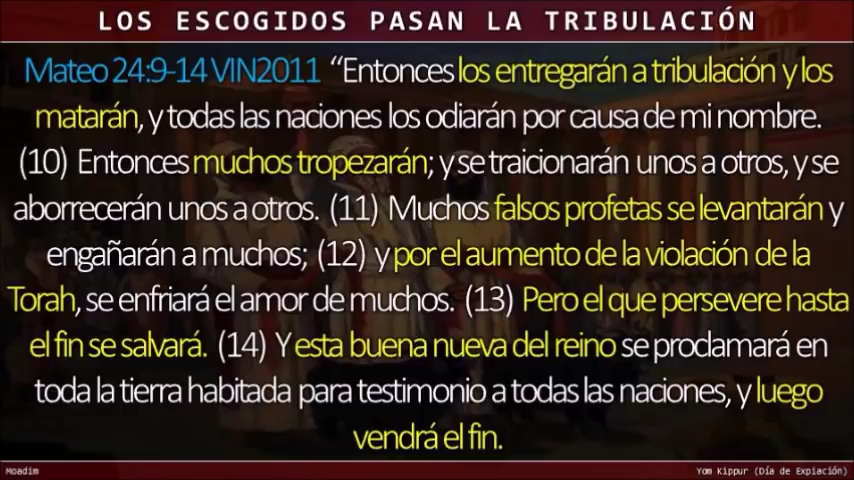 LOS ESCOGIDOS PASAN LA TRIBULACIÓN
Mateo 24:9-14 VIN2011 “Entonces los entregarán a tribulación y los
matarán, y todas las naciones los odiarán por causa de mi nombre.
(10) Entonces muchos tropezarán; y se traicionarán unos a otros, y se
aborrecerán unos a otros. (11) Muchos falsos profetas se levantarán y
engañarán a muchos; (12) y por el aumento de la violación de la
Torah, se enfriará el amor de muchos. (13) Pero el que persevere hasta
el fin se salvará. (14) Y esta buena nueva del reino se proclamará en
toda la tierra habitada para testimonio a todas las naciones, y luego
vendrá el fin.
Moadim
Yom Kippur (Día de Expiación)